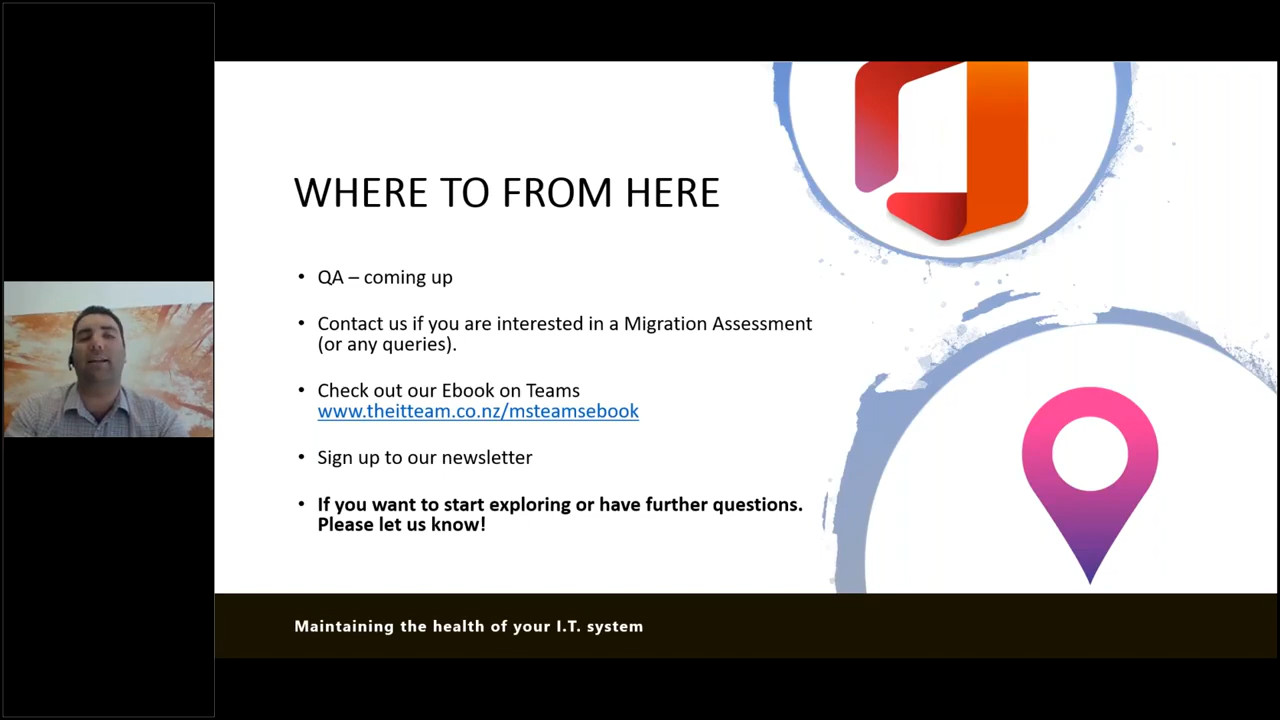 WHERE TO FROM HERE
• QA – coming up
• Contact us if you are interested in a Migration Assessment
(or any queries).
• Check out our Ebook on Teams
www.theitteam.co.nz/msteamsebook
• Sign up to our newsletter
• If you want to start exploring or have further questions.
Please let us know!
Maintaining the health of your I.T. system